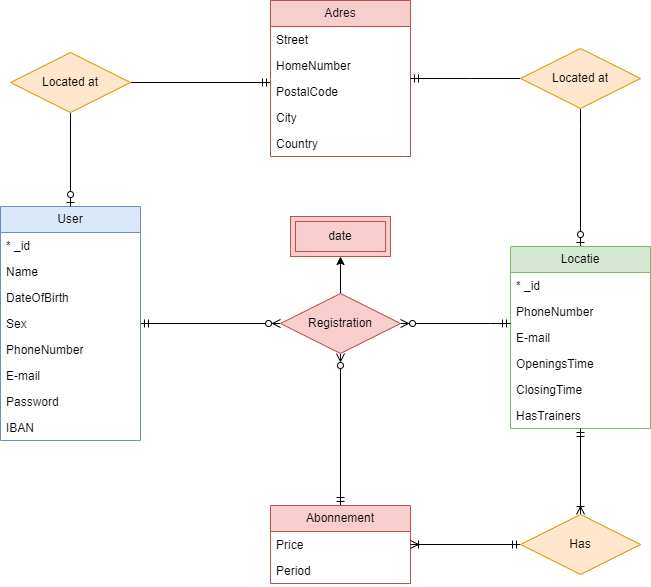 Adres
Street
HomeNumber
PostalCode
City
Country
Located at
Located at
User
* _id
Name
DateOfBirth
Sex
PhoneNumber
E-mail
Password
IBAN
date
Registration
Locatie
* _id
PhoneNumber
E-mail
OpeningsTime
ClosingTime
HasTrainers
Abonnement
Price
Period
Has